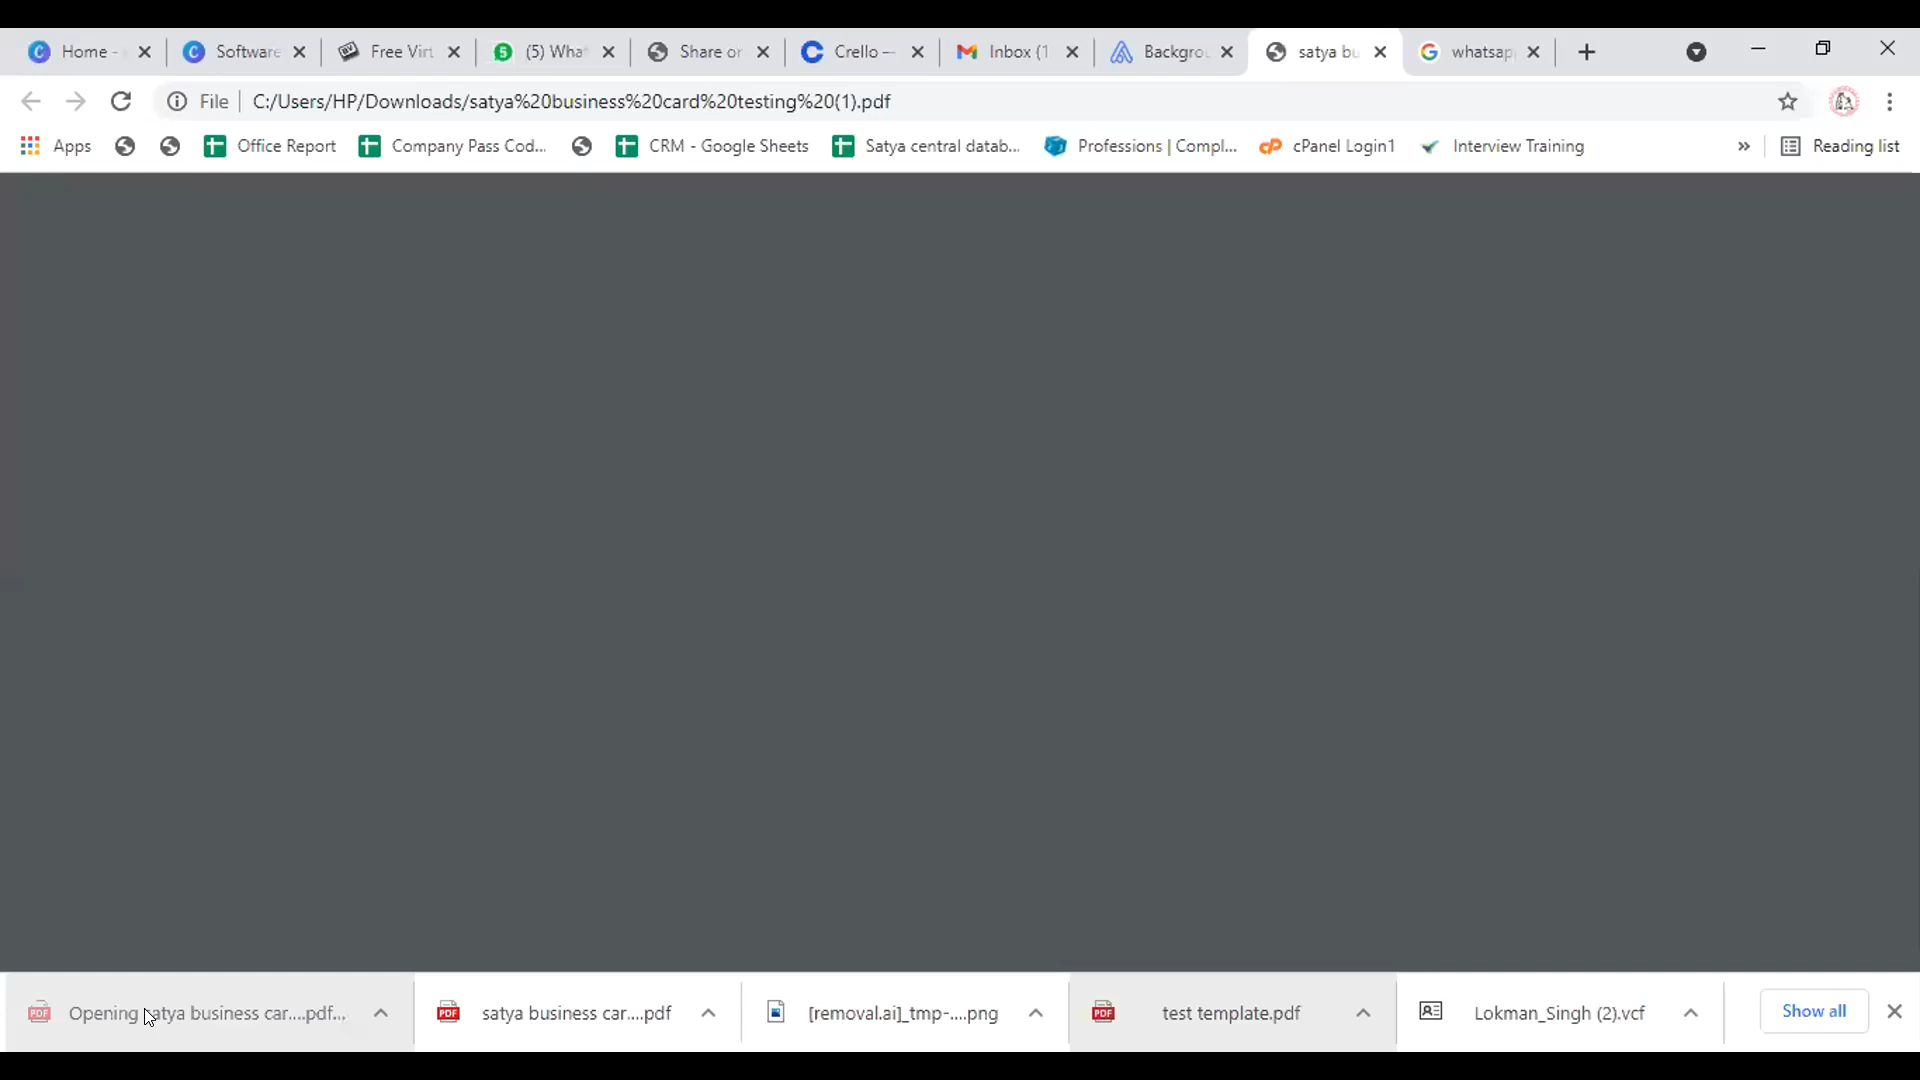 Home -
Software
Free Virt
(5) What
Share or
Crello —
Inbox (1
Backgrou
satya bu
whatsap
File
C:/Users/HP/Downloads/satya%20business%20card%20testing%20(1).pdf
Apps
Office Report
Company Pass Cod...
CRM - Google Sheets
Satya central datab...
Professions | Compl...
cPanel Login1
Interview Training
»
Reading list
Opening satya business car....pdf...
satya business car....pdf
[removal.ai]_tmp-....png
test template.pdf
Lokman_Singh (2).vcf
Show all